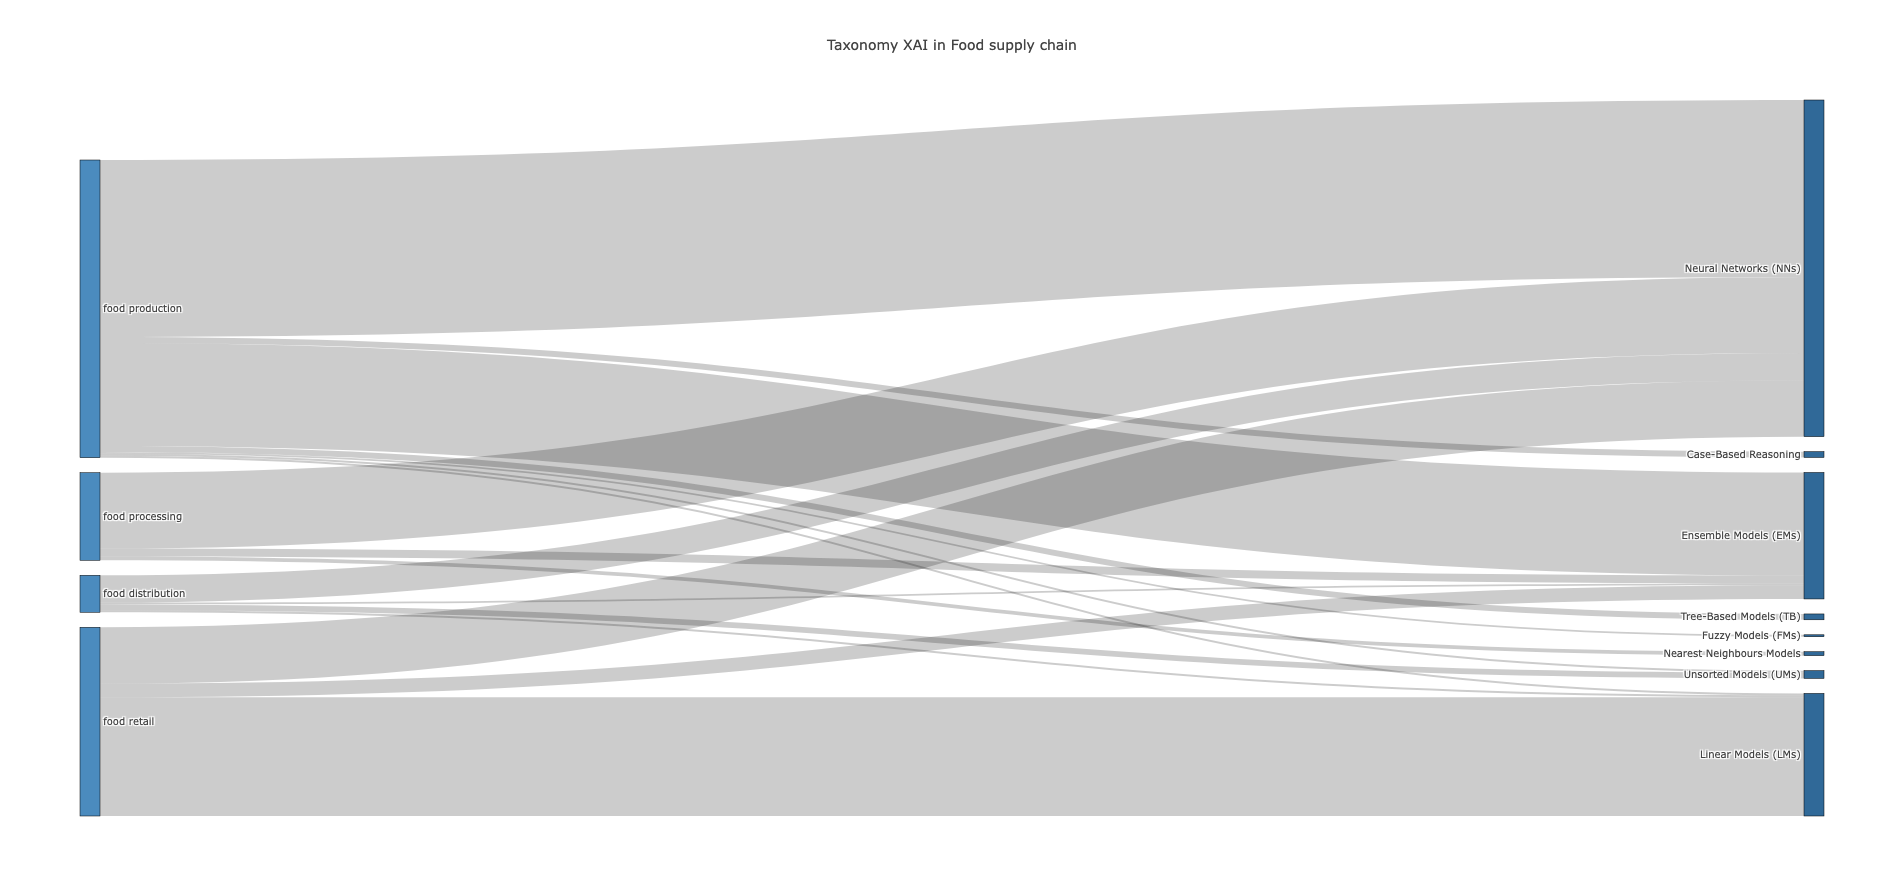 Taxonomy XAI in Food supply chain
food production
food processing
food distribution
food retail
Neural Networks (NNs)
Case-Based Reasoning
Ensemble Models (EMs)
Tree-Based Models (TB)
Fuzzy Models (FMs)
Nearest Neighbours Models
Unsorted Models (UMs)
Linear Models (LMs)